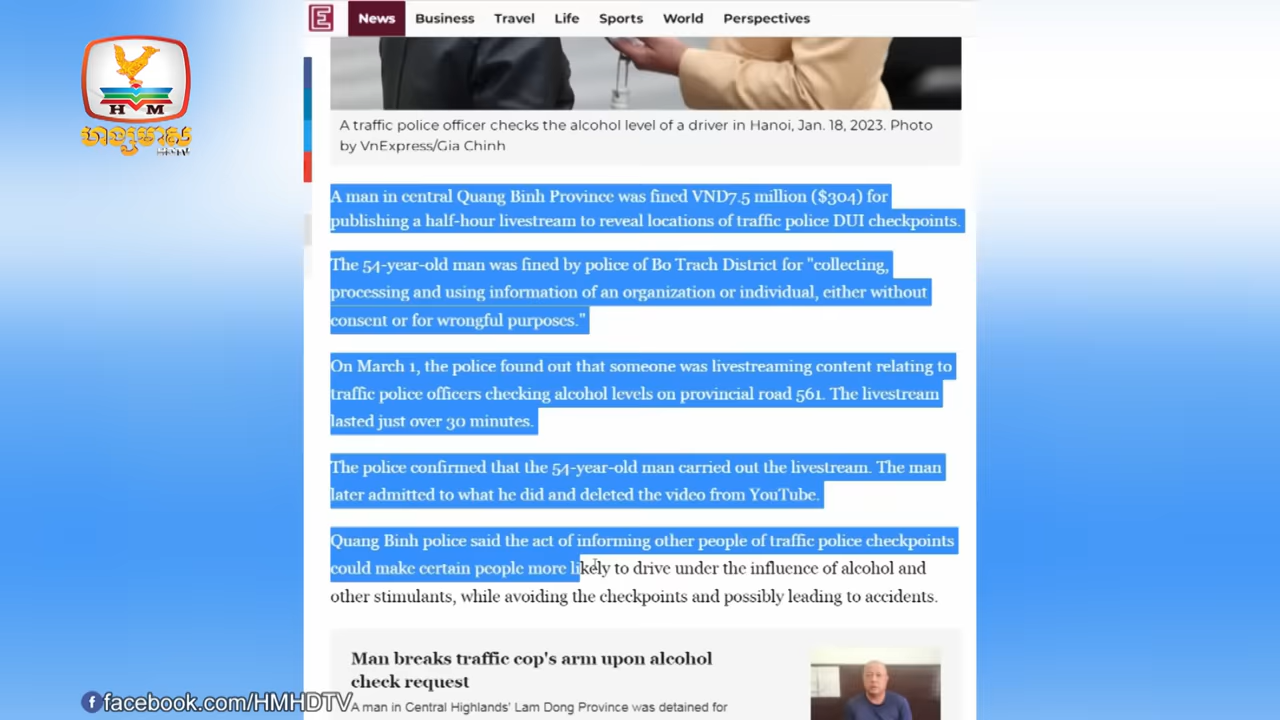 E News Business Travel Life Sports World Perspectives
HM
ហង្សមាស
HDTV
A traffic police officer checks the alcohol level of a driver in Hanoi, Jan. 18, 2023. Photo
by VnExpress/Gia Chinh
A man in central Quang Binh Province was fined VND7.5 million ($304) for
publishing a half-hour livestream to reveal locations of traffic police DUI checkpoints.
The 54-year-old man was fined by police of Bo Trach District for "collecting,
processing and using information of an organization or individual, either without
consent or for wrongful purposes."
On March 1, the police found out that someone was livestreaming content relating to
traffic police officers checking alcohol levels on provincial road 561. The livestream
lasted just over 30 minutes.
The police confirmed that the 54-year-old man carried out the livestream. The man
later admitted to what he did and deleted the video from YouTube.
Quang Binh police said the act of informing other people of traffic police checkpoints
could make certain people more likely to drive under the influence of alcohol and
other stimulants, while avoiding the checkpoints and possibly leading to accidents.
Man breaks traffic cop's arm upon alcohol
check request
A man in Central Highlands' Lam Dong Province was detained for
facebook.com/HMHDTV